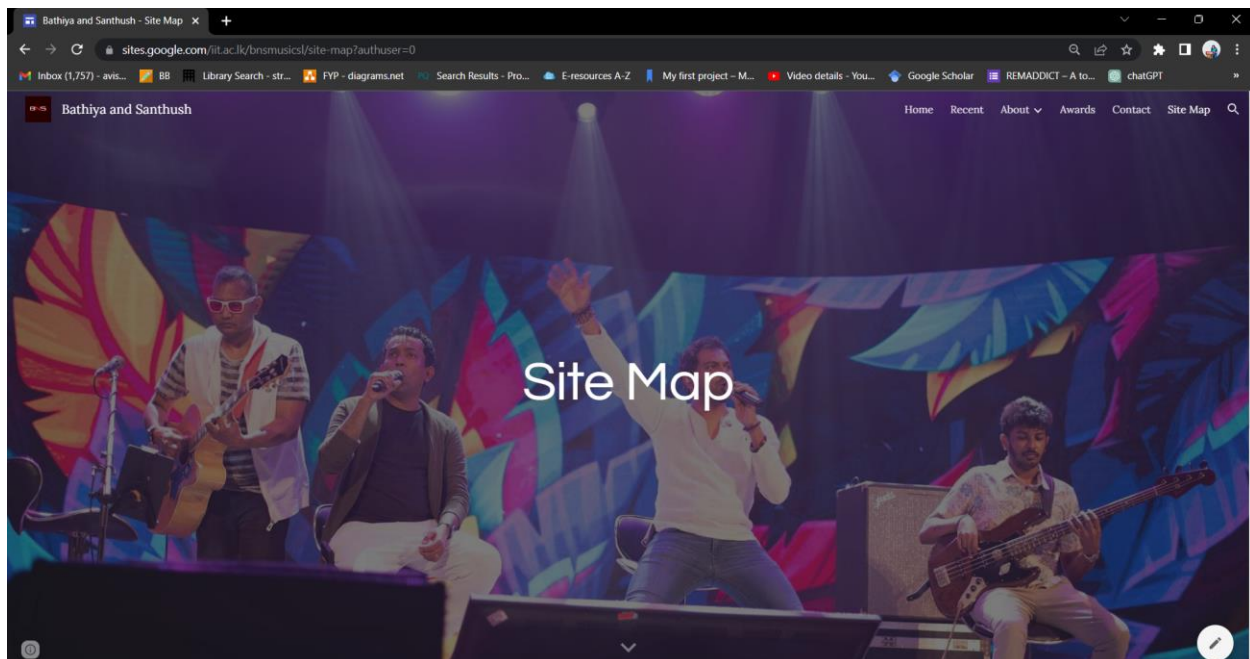 Bathiya and Santhush - Site Map
sites.google.com/iit.ac.lk/bnsmusicsl/site-map?authuser=0
Inbox (1,757) - avis... BB Library Search - str... FYP - diagrams.net Search Results - Pro... E-resources A-Z My first project – M... Video details - You... Google Scholar REMADDICT – A to... chatGPT »
BNS Bathiya and Santhush Home Recent About Awards Contact Site Map
Site Map